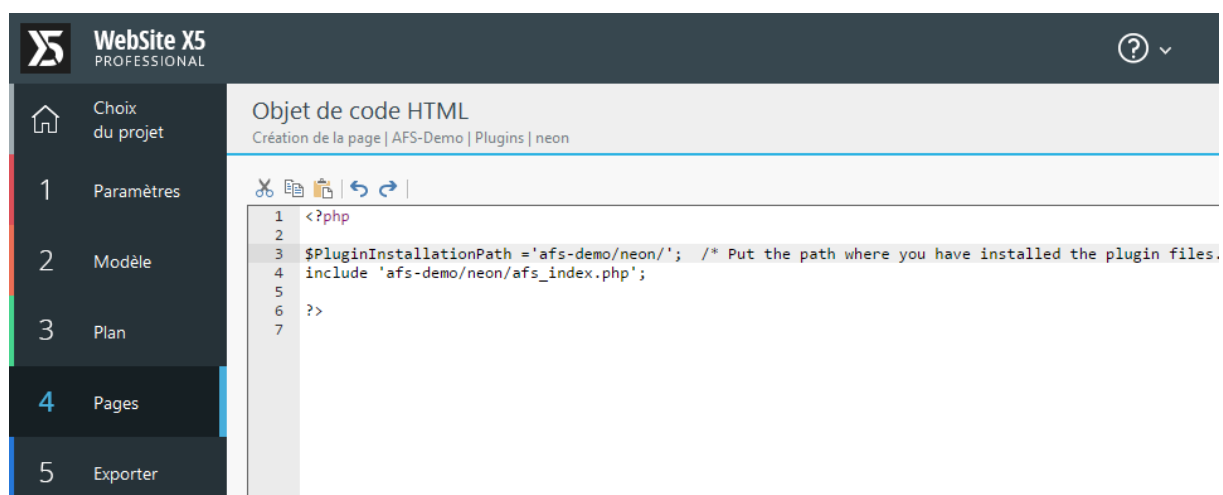 WebSite X5
PROFESSIONAL
Choix
du projet
1 Paramètres
2 Modèle
3 Plan
4 Pages
5 Exporter
Objet de code HTML
Création de la page | AFS-Demo | Plugins | neon
1 <?php
2
3 $PluginInstallationPath ='afs-demo/neon/';  /* Put the path where you have installed the plugin files.
4 include 'afs-demo/neon/afs_index.php';
5
6 ?>
7